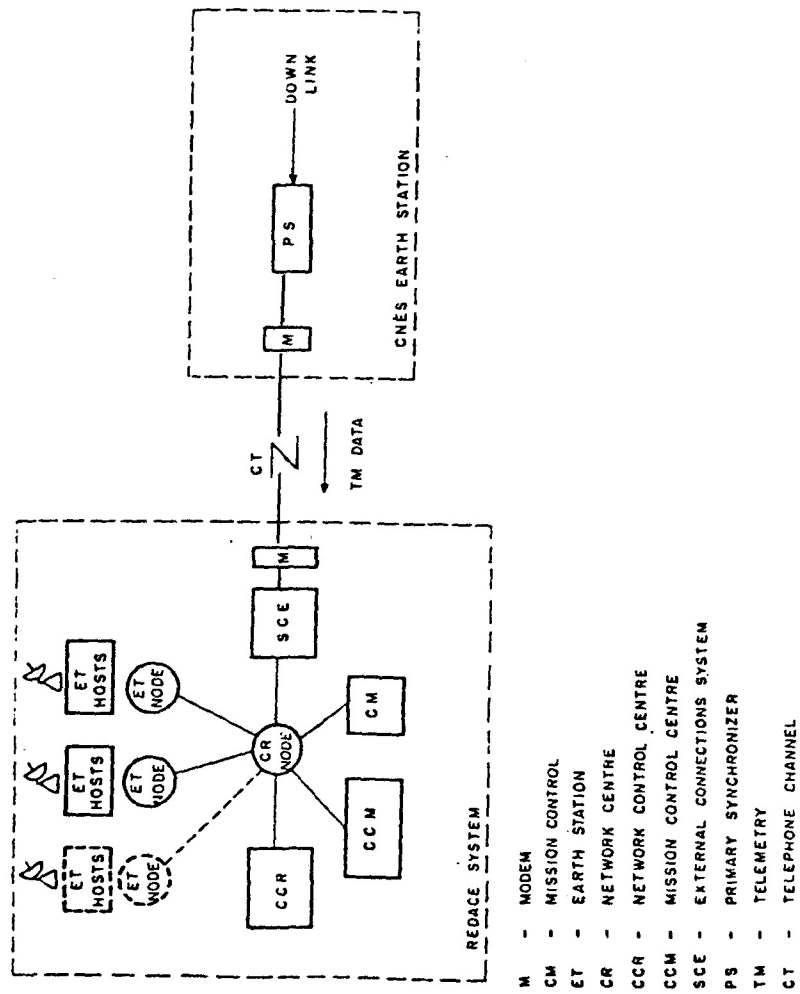 ET
HOSTS
ET
HOSTS
ET
HOSTS
ET
NODE
ET
NODE
ET
NODE
CR
NODE
CCR
CCM
CM
SCE
M
REDACE SYSTEM
CT
TM DATA
M
PS
DOWN
LINK
CNES EARTH STATION
M - MODEM
CM - MISSION CONTROL
ET - EARTH STATION
CR - NETWORK CENTRE
CCR - NETWORK CONTROL CENTRE
CCM - MISSION CONTROL CENTRE
SCE - EXTERNAL CONNECTIONS SYSTEM
PS - PRIMARY SYNCHRONIZER
TM - TELEMETRY
CT - TELEPHONE CHANNEL